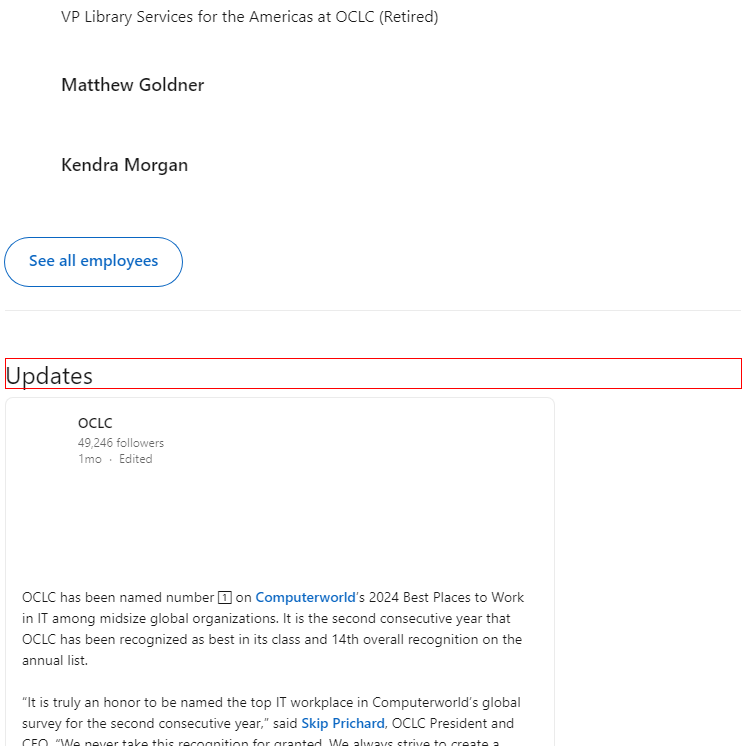 VP Library Services for the Americas at OCLC (Retired)
Matthew Goldner
Kendra Morgan
See all employees
Updates
OCLC
49,246 followers
1mo · Edited
OCLC has been named number 1 on Computerworld's 2024 Best Places to Work
in IT among midsize global organizations. It is the second consecutive year that
OCLC has been recognized as best in its class and 14th overall recognition on the
annual list.
“It is truly an honor to be named the top IT workplace in Computerworld’s global
survey for the second consecutive year,” said Skip Prichard, OCLC President and
CEO. “We never take this recognition for granted. We always strive to create a